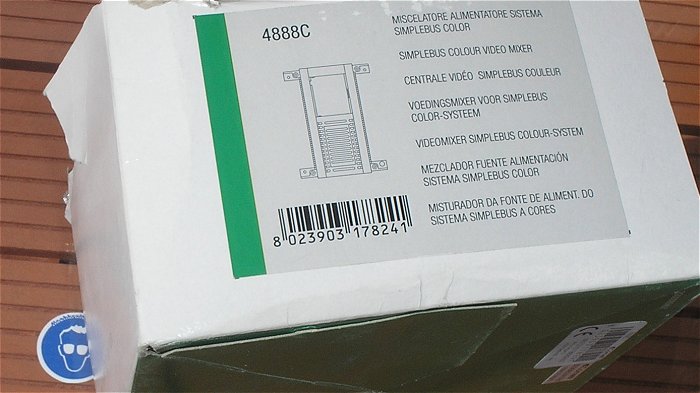 4888C
MISCELATORE ALIMENTATORE SISTEMA
SIMPLEBUS COLOR
SIMPLEBUS COLOUR VIDEO MIXER
CENTRALE VIDÉO SIMPLEBUS COULEUR
VOEDINGSMIXER VOOR SIMPLEBUS
COLOR-SYSTEEM
VIDEOMIXER SIMPLEBUS COLOUR-SYSTEM
MEZCLADOR FUENTE ALIMENTACIÓN
SISTEMA SIMPLEBUS COLOR
MISTURADOR DA FONTE DE ALIMENT. DO
SISTEMA SIMPLEBUS A CORES
8 023903 178241
CE